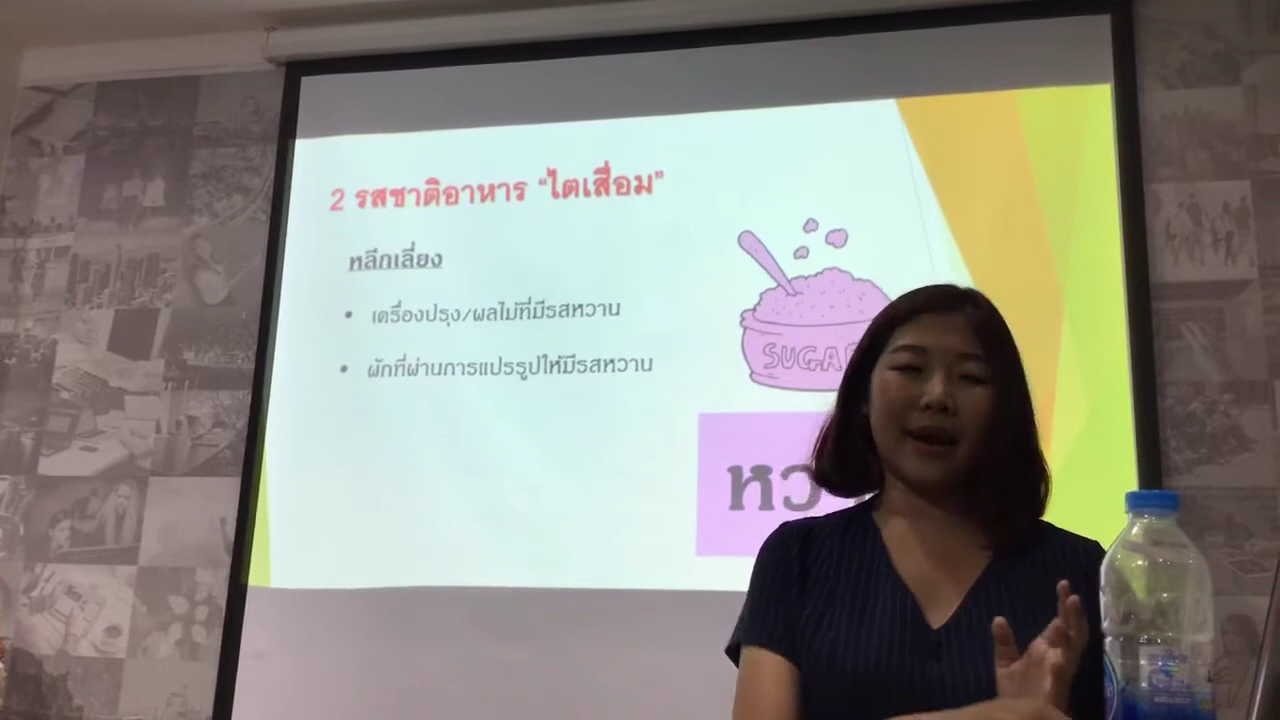 2 รสชาติอาหาร “ไตเสื่อม”
หลีกเลี่ยง
• เครื่องปรุง/ผลไม้ที่มีรสหวาน
• ผักที่ผ่านการแปรรูปให้มีรสหวาน
SUGA
หว